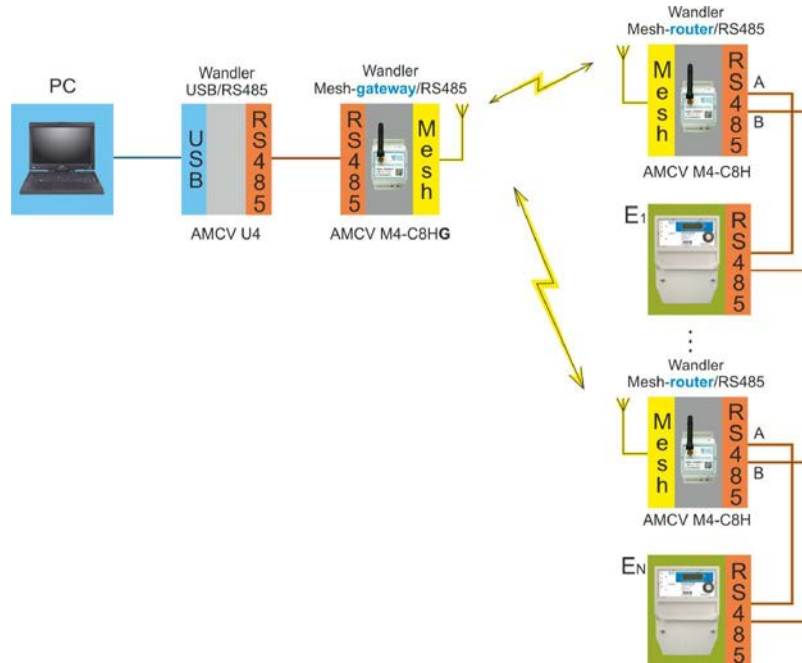 PC
Wandler
USB/RS485
USB
RS485
AMCV U4
Wandler
Mesh-gateway/RS485
RS485
Mesh
AMCV M4-C8HG
Wandler
Mesh-router/RS485
Mesh
RS485
A
B
AMCV M4-C8H
E1
RS485
⋮
Wandler
Mesh-router/RS485
Mesh
RS485
A
B
AMCV M4-C8H
EN
RS485